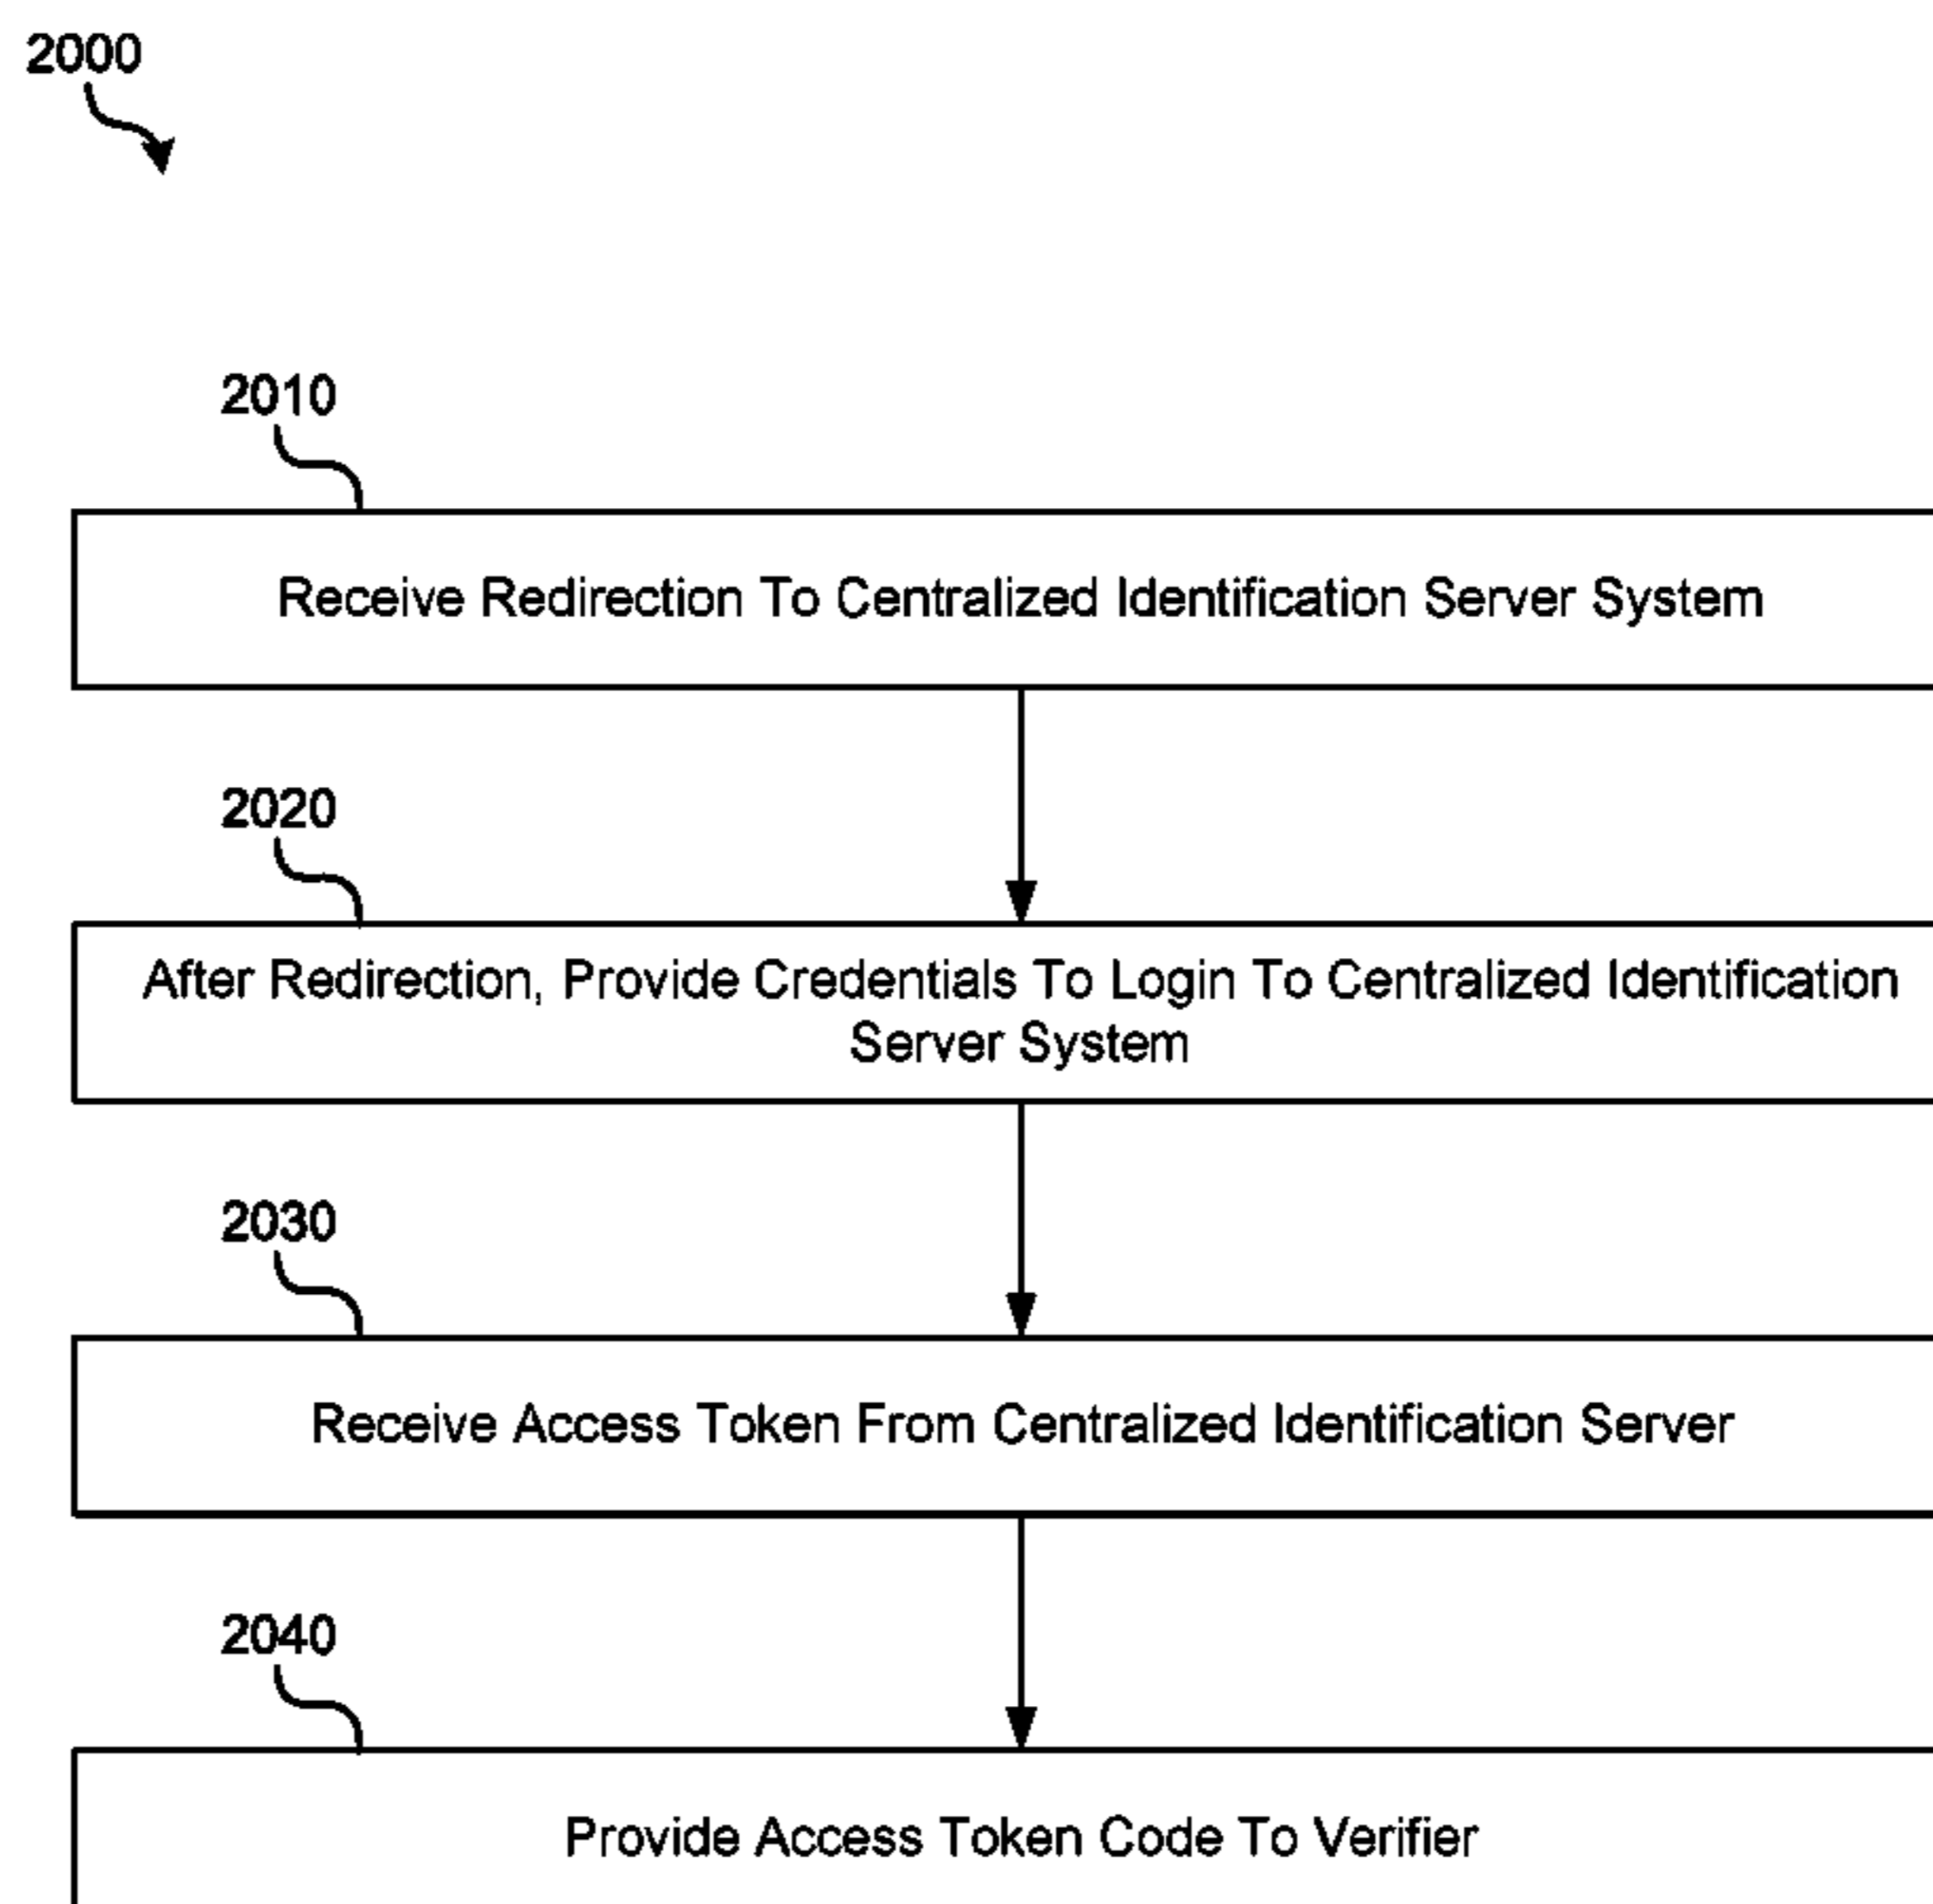 2000
2010
Receive Redirection To Centralized Identification Server System
2020
After Redirection, Provide Credentials To Login To Centralized Identification
Server System
2030
Receive Access Token From Centralized Identification Server
2040
Provide Access Token Code To Verifier